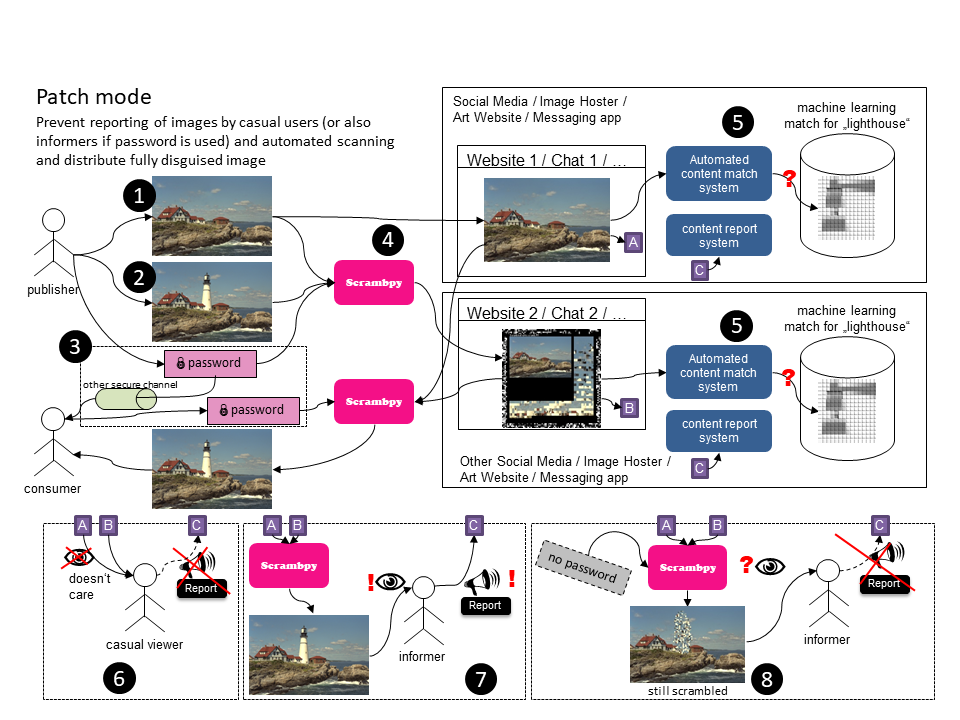 Patch mode
Prevent reporting of images by casual users (or also
informers if password is used) and automated scanning
and distribute fully disguised image
1
2
3
4
publisher
Scrambpy
password
other secure channel
password
Scrambpy
consumer
Social Media / Image Hoster /
Art Website / Messaging app
Website 1 / Chat 1 / …
A
5
Automated
content match
system
content report
system
C
?
machine learning
match for „lighthouse“
Website 2 / Chat 2 / …
B
Other Social Media / Image Hoster /
Art Website / Messaging app
5
Automated
content match
system
content report
system
C
?
machine learning
match for „lighthouse“
A
B
C
doesn't
care
Report
casual viewer
6
A
B
C
Scrambpy
!
!
Report
informer
7
A
B
C
no password
Scrambpy
?
Report
informer
still scrambled
8